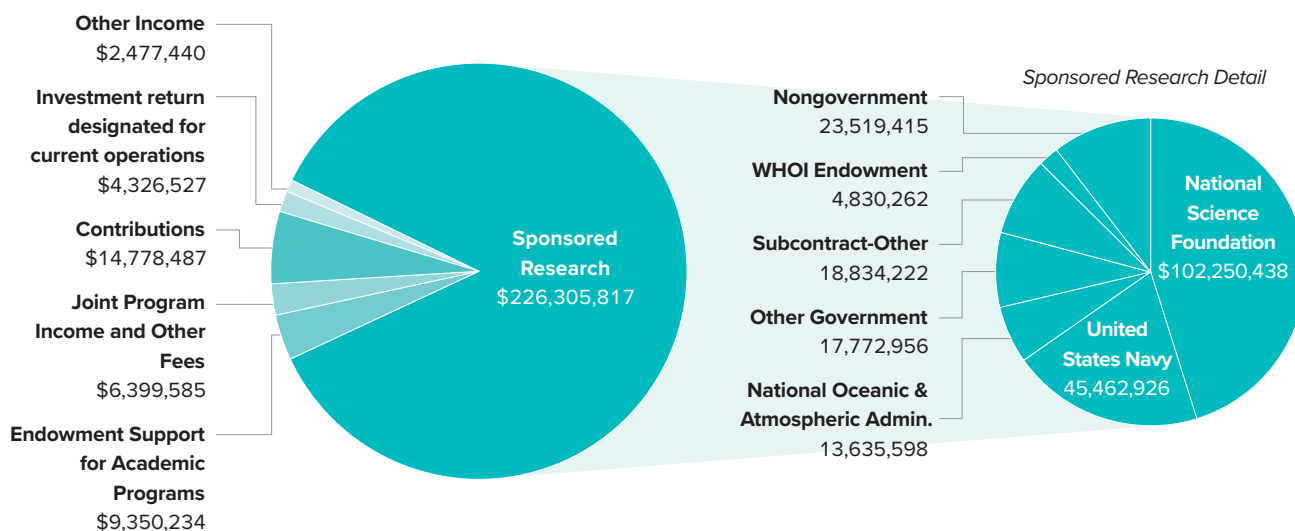 Other Income
$2,477,440
Investment return
designated for
current operations
$4,326,527
Contributions
$14,778,487
Joint Program
Income and Other
Fees
$6,399,585
Endowment Support
for Academic
Programs
$9,350,234
Sponsored
Research
$226,305,817
Sponsored Research Detail
Nongovernment
23,519,415
WHOI Endowment
4,830,262
Subcontract-Other
18,834,222
Other Government
17,772,956
National Oceanic &
Atmospheric Admin.
13,635,598
National
Science
Foundation
$102,250,438
United
States Navy
45,462,926